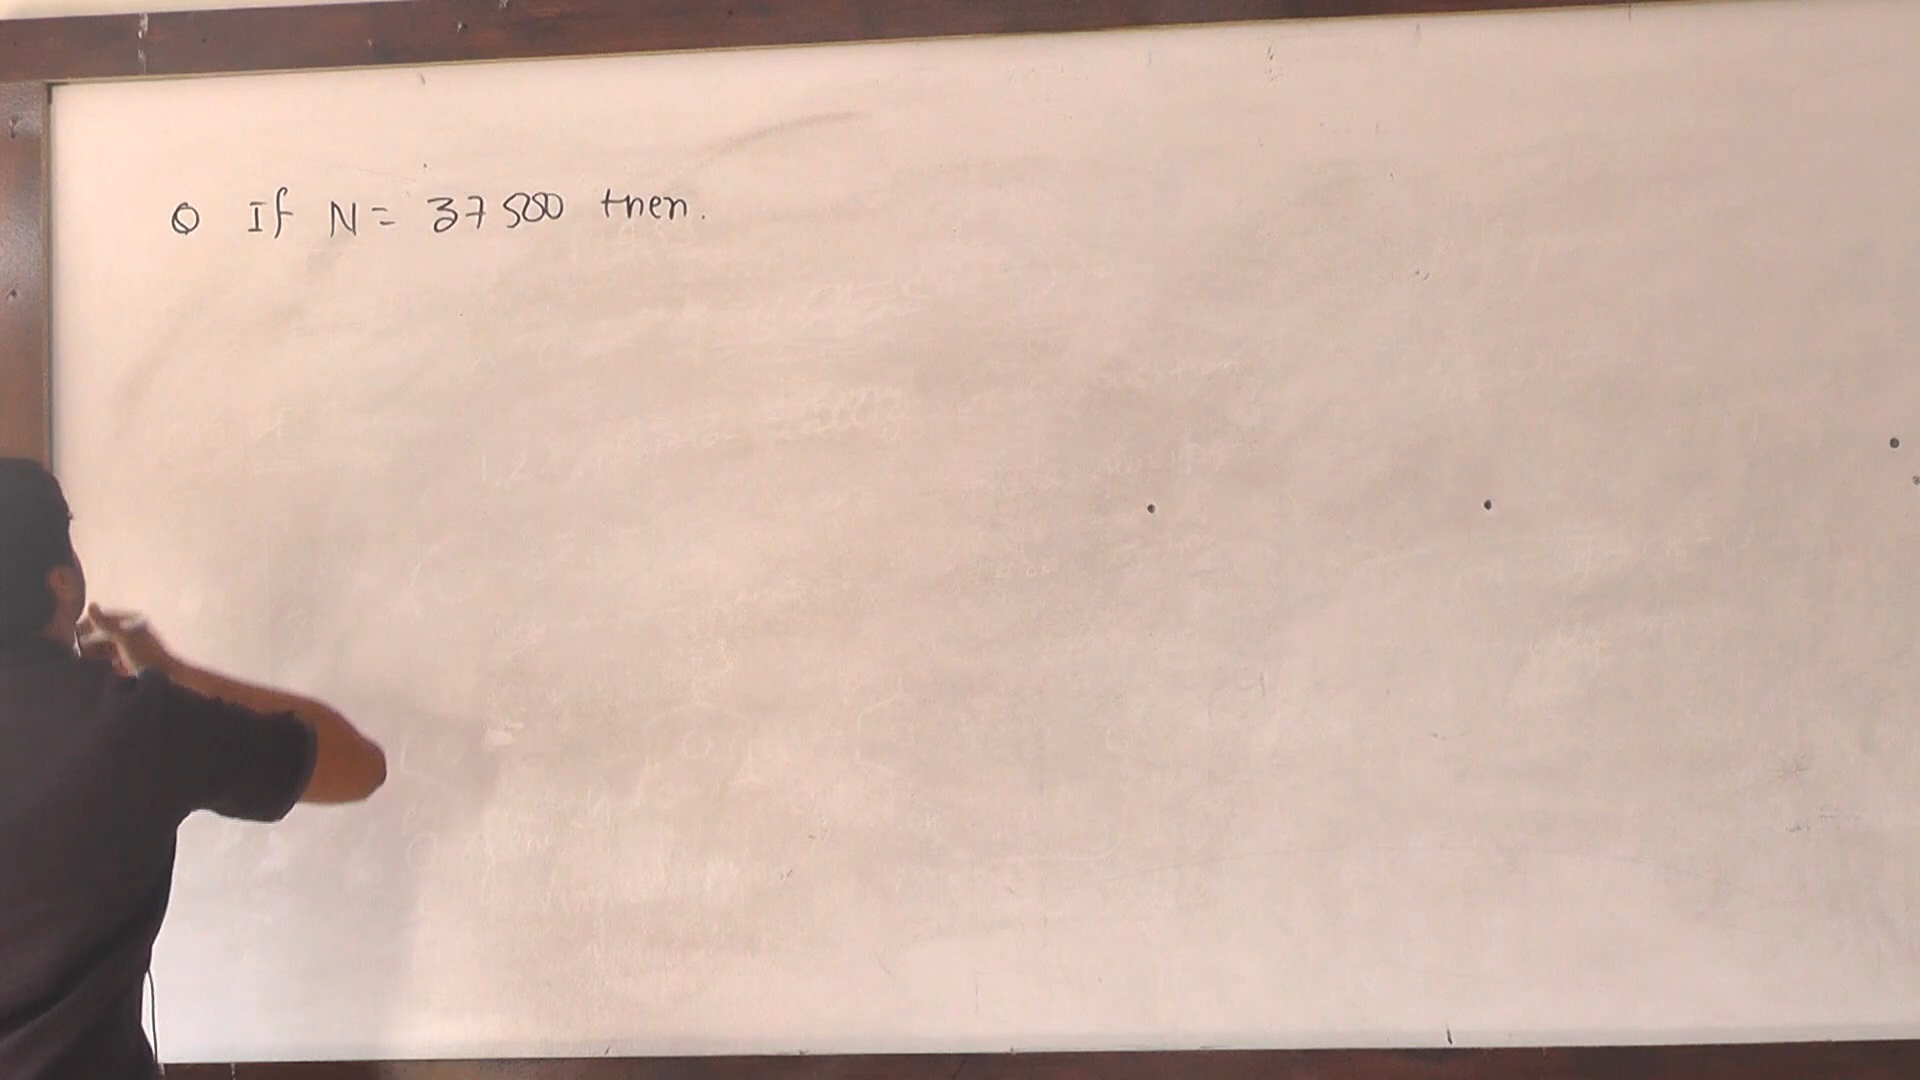 Q If N = 37500 then.